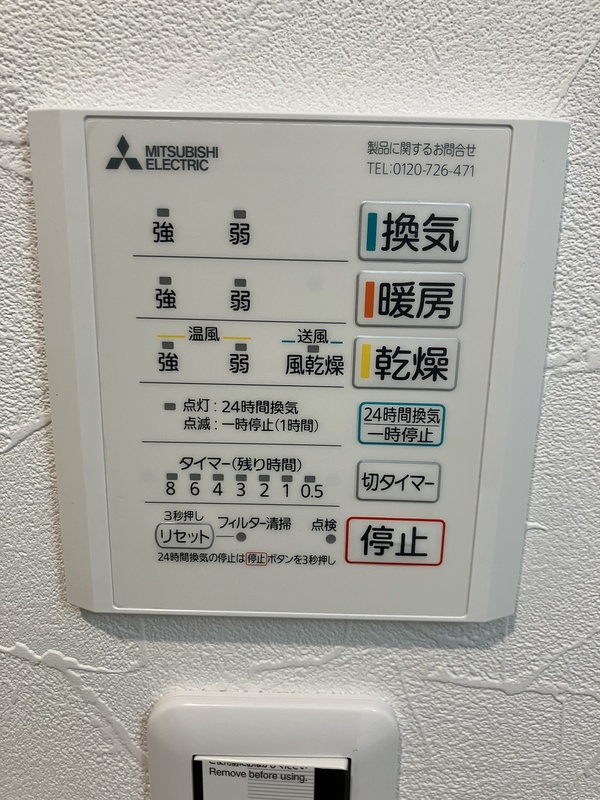 MITSUBISHI
ELECTRIC
製品に関するお問合せ
TEL:0120-726-471
強 弱 換気
強 弱 暖房
温風 送風
強 弱 風乾燥 乾燥
点灯:24時間換気
点滅:一時停止(1時間)
24時間換気
一時停止
タイマー(残り時間)
8 6 4 3 2 1 0.5
切タイマー
3秒押し
リセット フィルター清掃 点検
停止
24時間換気の停止は停止ボタンを3秒押し
Remove before using.